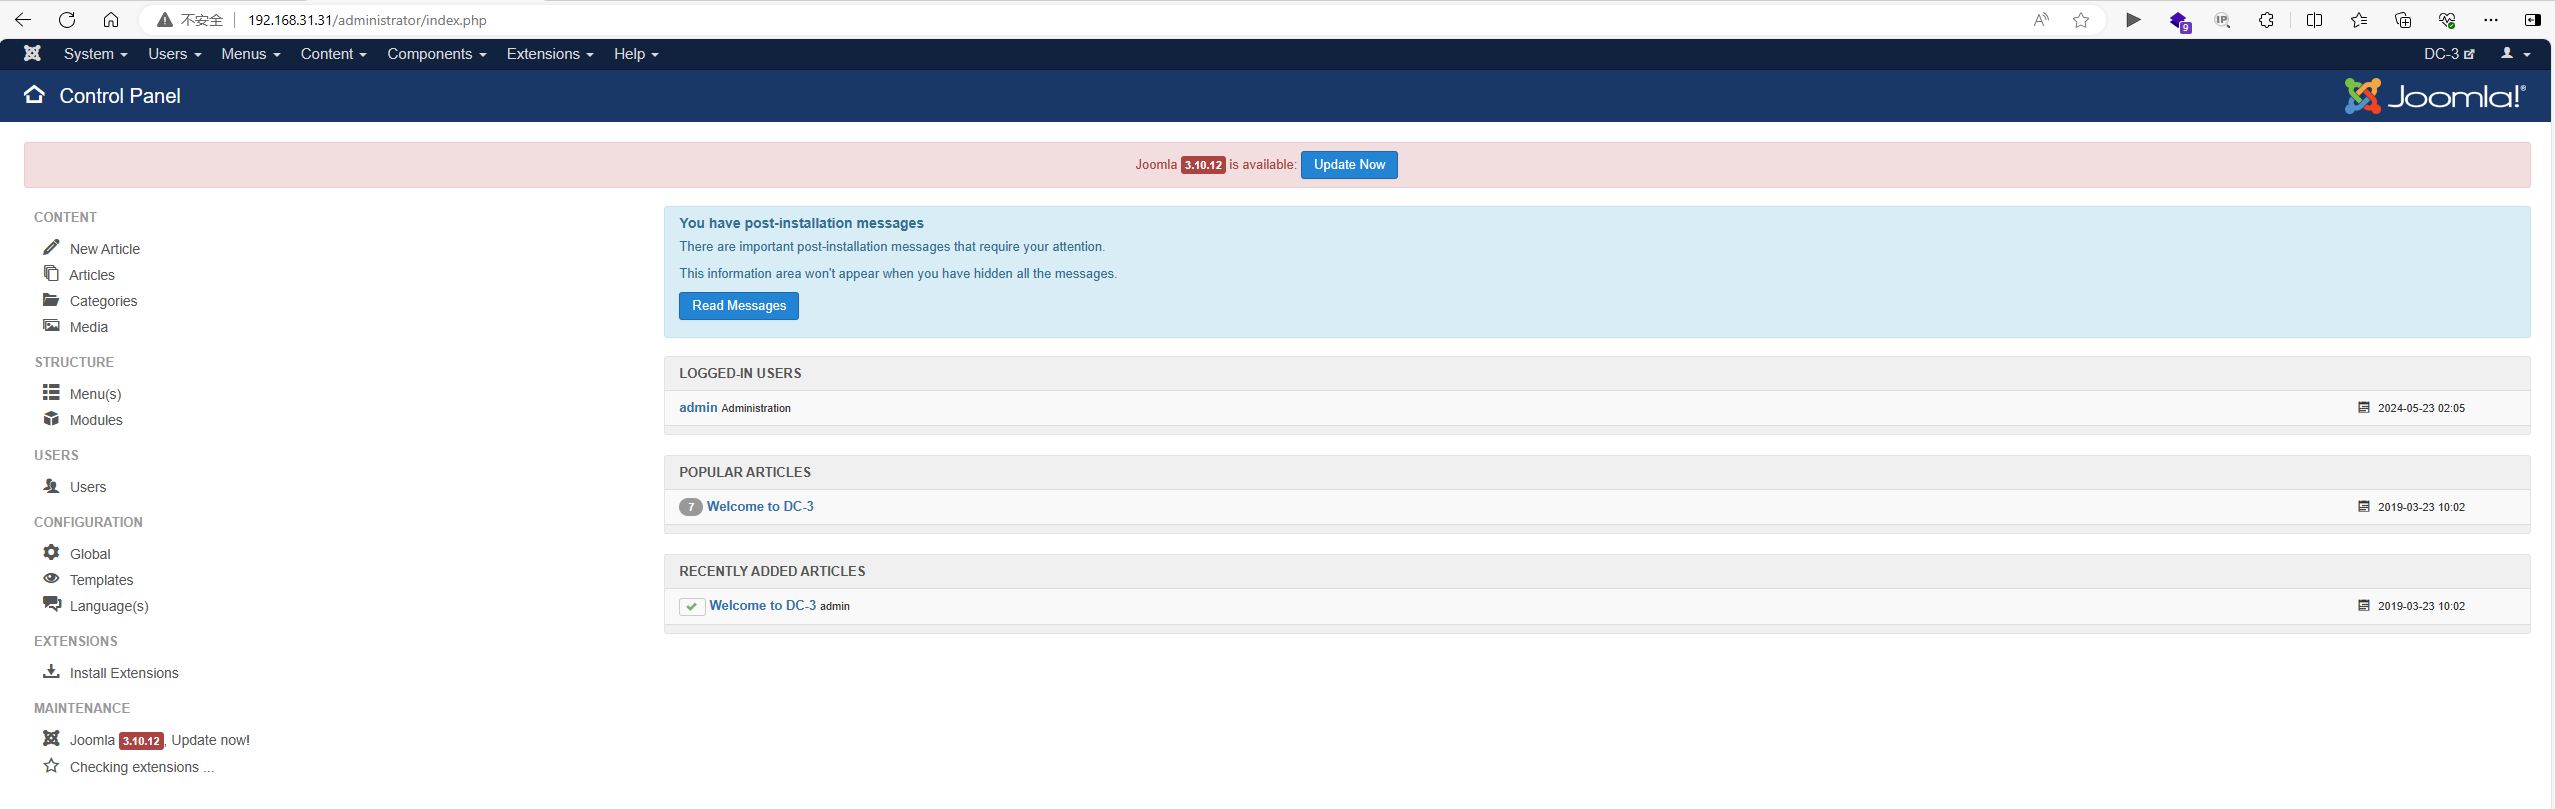 不安全 192.168.31.31/administrator/index.php 9 IP
System Users Menus Content Components Extensions Help DC-3
Control Panel Joomla!®
Joomla 3.10.12 is available: Update Now
CONTENT
New Article
Articles
Categories
Media
STRUCTURE
Menu(s)
Modules
USERS
Users
CONFIGURATION
Global
Templates
Language(s)
EXTENSIONS
Install Extensions
MAINTENANCE
Joomla 3.10.12, Update now!
Checking extensions ...
You have post-installation messages
There are important post-installation messages that require your attention.
This information area won't appear when you have hidden all the messages.
Read Messages
LOGGED-IN USERS
admin Administration 2024-05-23 02:05
POPULAR ARTICLES
7 Welcome to DC-3 2019-03-23 10:02
RECENTLY ADDED ARTICLES
Welcome to DC-3 admin 2019-03-23 10:02